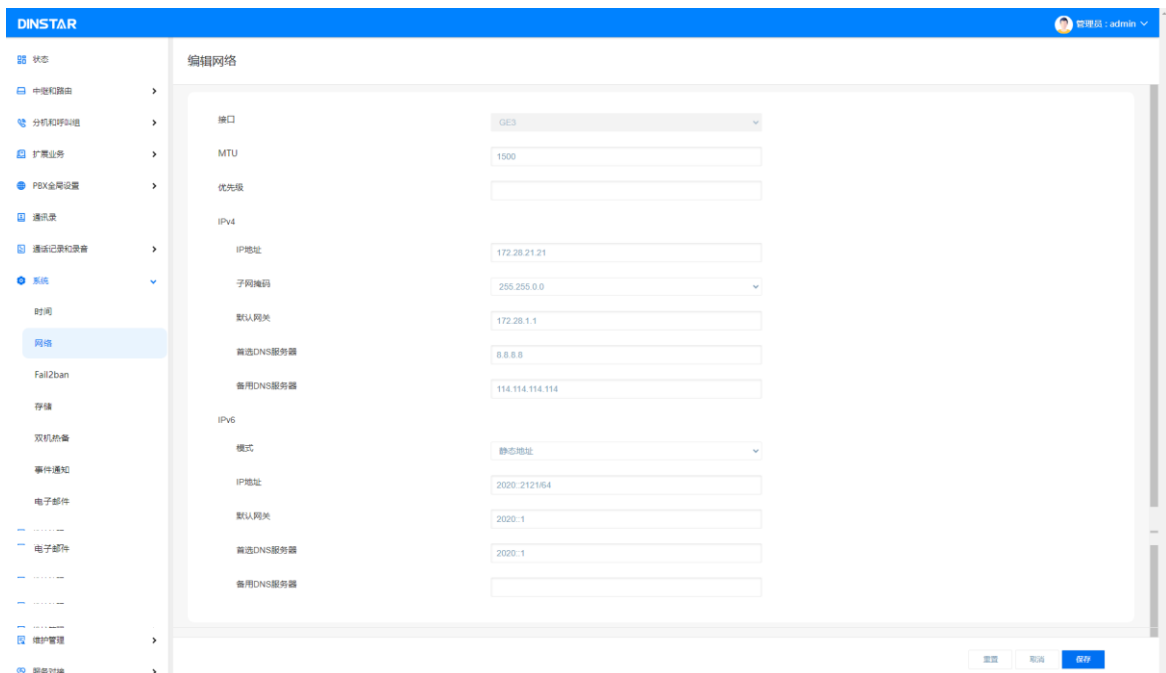 DINSTAR
管理员 : admin
状态
中继和路由
分机和呼叫组
扩展业务
PBX全局设置
通讯录
通话记录和录音
系统
时间
网络
Fail2ban
存储
双机热备
事件通知
电子邮件
电子邮件
维护管理
编辑网络
接口 GE3
MTU 1500
优先级
IPv4
IP地址 172.28.21.21
子网掩码 255.255.0.0
默认网关 172.28.1.1
首选DNS服务器 8.8.8.8
备用DNS服务器 114.114.114.114
IPv6
模式 静态地址
IP地址 2020::2121/64
默认网关 2020::1
首选DNS服务器 2020::1
备用DNS服务器
重置 取消 保存